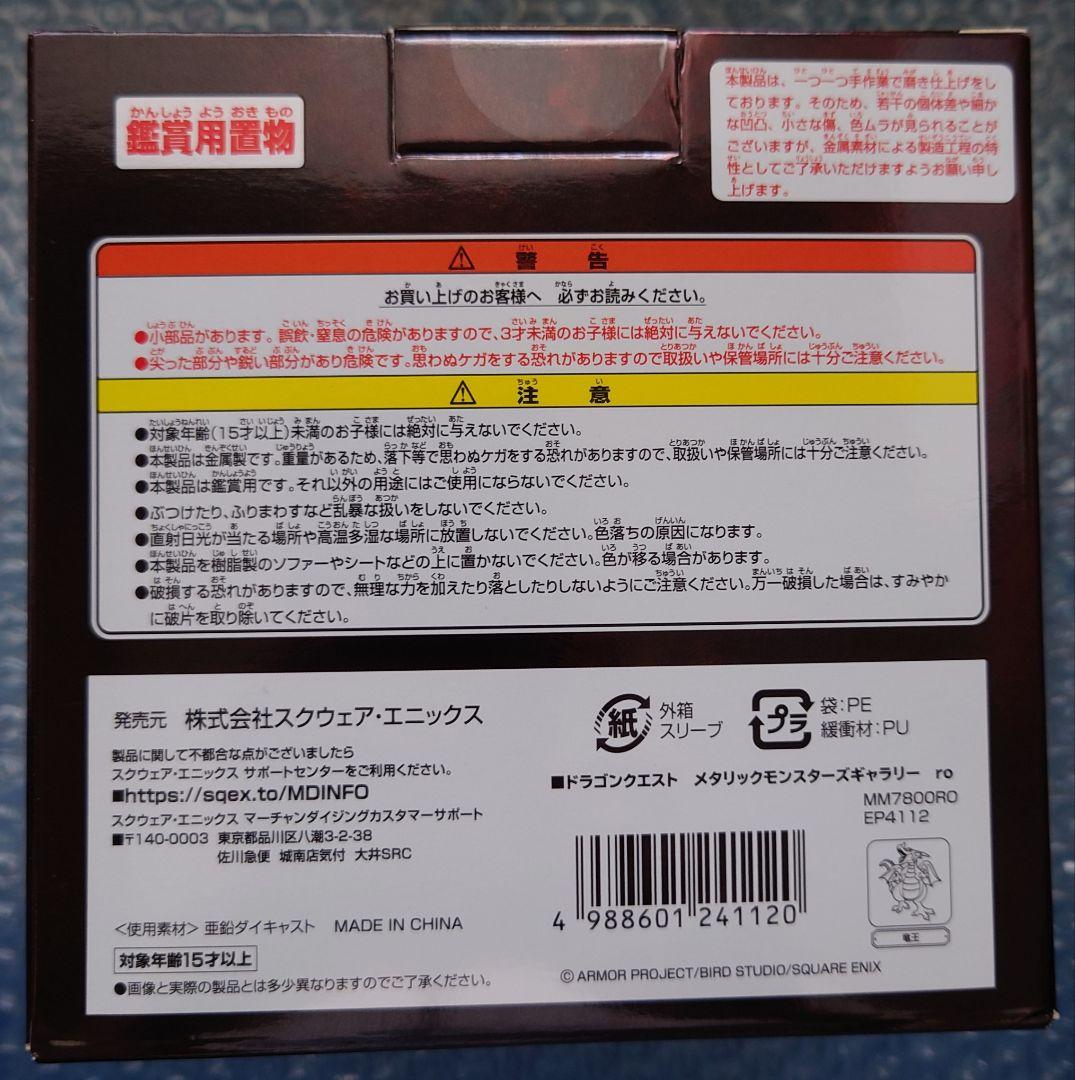 かんしょう よう おき もの
鑑賞用置物
本製品は、一つ一つ手作業で磨き仕上げをし
ております。そのため、若干の個体差や細か
な凹凸、小さな傷、色ムラが見られることが
ございますが、金属素材による製造工程の特
性としてご了承いただけますようお願い申し
上げます。
警告
お買い上げのお客様へ 必ずお読みください。
●小部品があります。誤飲・窒息の危険がありますので、3才未満のお子様には絶対に与えないでください。
●尖った部分や鋭い部分があり危険です。思わぬケガをする恐れがありますので取扱いや保管場所には十分ご注意ください。
注意
●対象年齢(15才以上)未満のお子様には絶対に与えないでください。
●本製品は金属製です。重量があるため、落下等で思わぬケガをする恐れがありますので、取扱いや保管場所には十分ご注意ください。
●本製品は鑑賞用です。それ以外の用途にはご使用にならないでください。
●ぶつけたり、ふりまわすなど乱暴な扱いをしないでください。
●直射日光が当たる場所や高温多湿な場所に放置しないでください。色落ちの原因になります。
●本製品を樹脂製のソファーやシートなどの上に置かないでください。色が移る場合があります。
●破損する恐れがありますので、無理な力を加えたり落としたりしないようにご注意ください。万一破損した場合は、すみやか
に破片を取り除いてください。
発売元 株式会社スクウェア・エニックス
製品に関して不都合な点がございましたら
スクウェア・エニックス サポートセンターをご利用ください。
■https://sqex.to/MDINFO
スクウェア・エニックス マーチャンダイジングカスタマーサポート
■〒140-0003 東京都品川区八潮3-2-38
佐川急便 城南店気付 大井SRC
<使用素材> 亜鉛ダイキャスト MADE IN CHINA
対象年齢15才以上
●画像と実際の製品とは多少異なりますのでご了承ください。
紙
外箱
スリーブ
プラ
袋:PE
緩衝材:PU
■ドラゴンクエスト メタリックモンスターズギャラリー ro
MM7800RO
EP4112
4 988601 241120
竜王
© ARMOR PROJECT/BIRD STUDIO/SQUARE ENIX